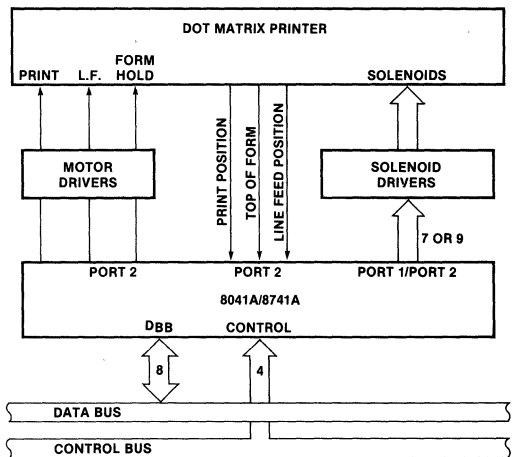 DOT MATRIX PRINTER
PRINT
L.F.
FORM
HOLD
SOLENOIDS
MOTOR
DRIVERS
PRINT POSITION
TOP OF FORM
LINE FEED POSITION
SOLENOID
DRIVERS
7 OR 9
PORT 2
PORT 2
PORT 1/PORT 2
8041A/8741A
DBB
CONTROL
8
4
DATA BUS
CONTROL BUS